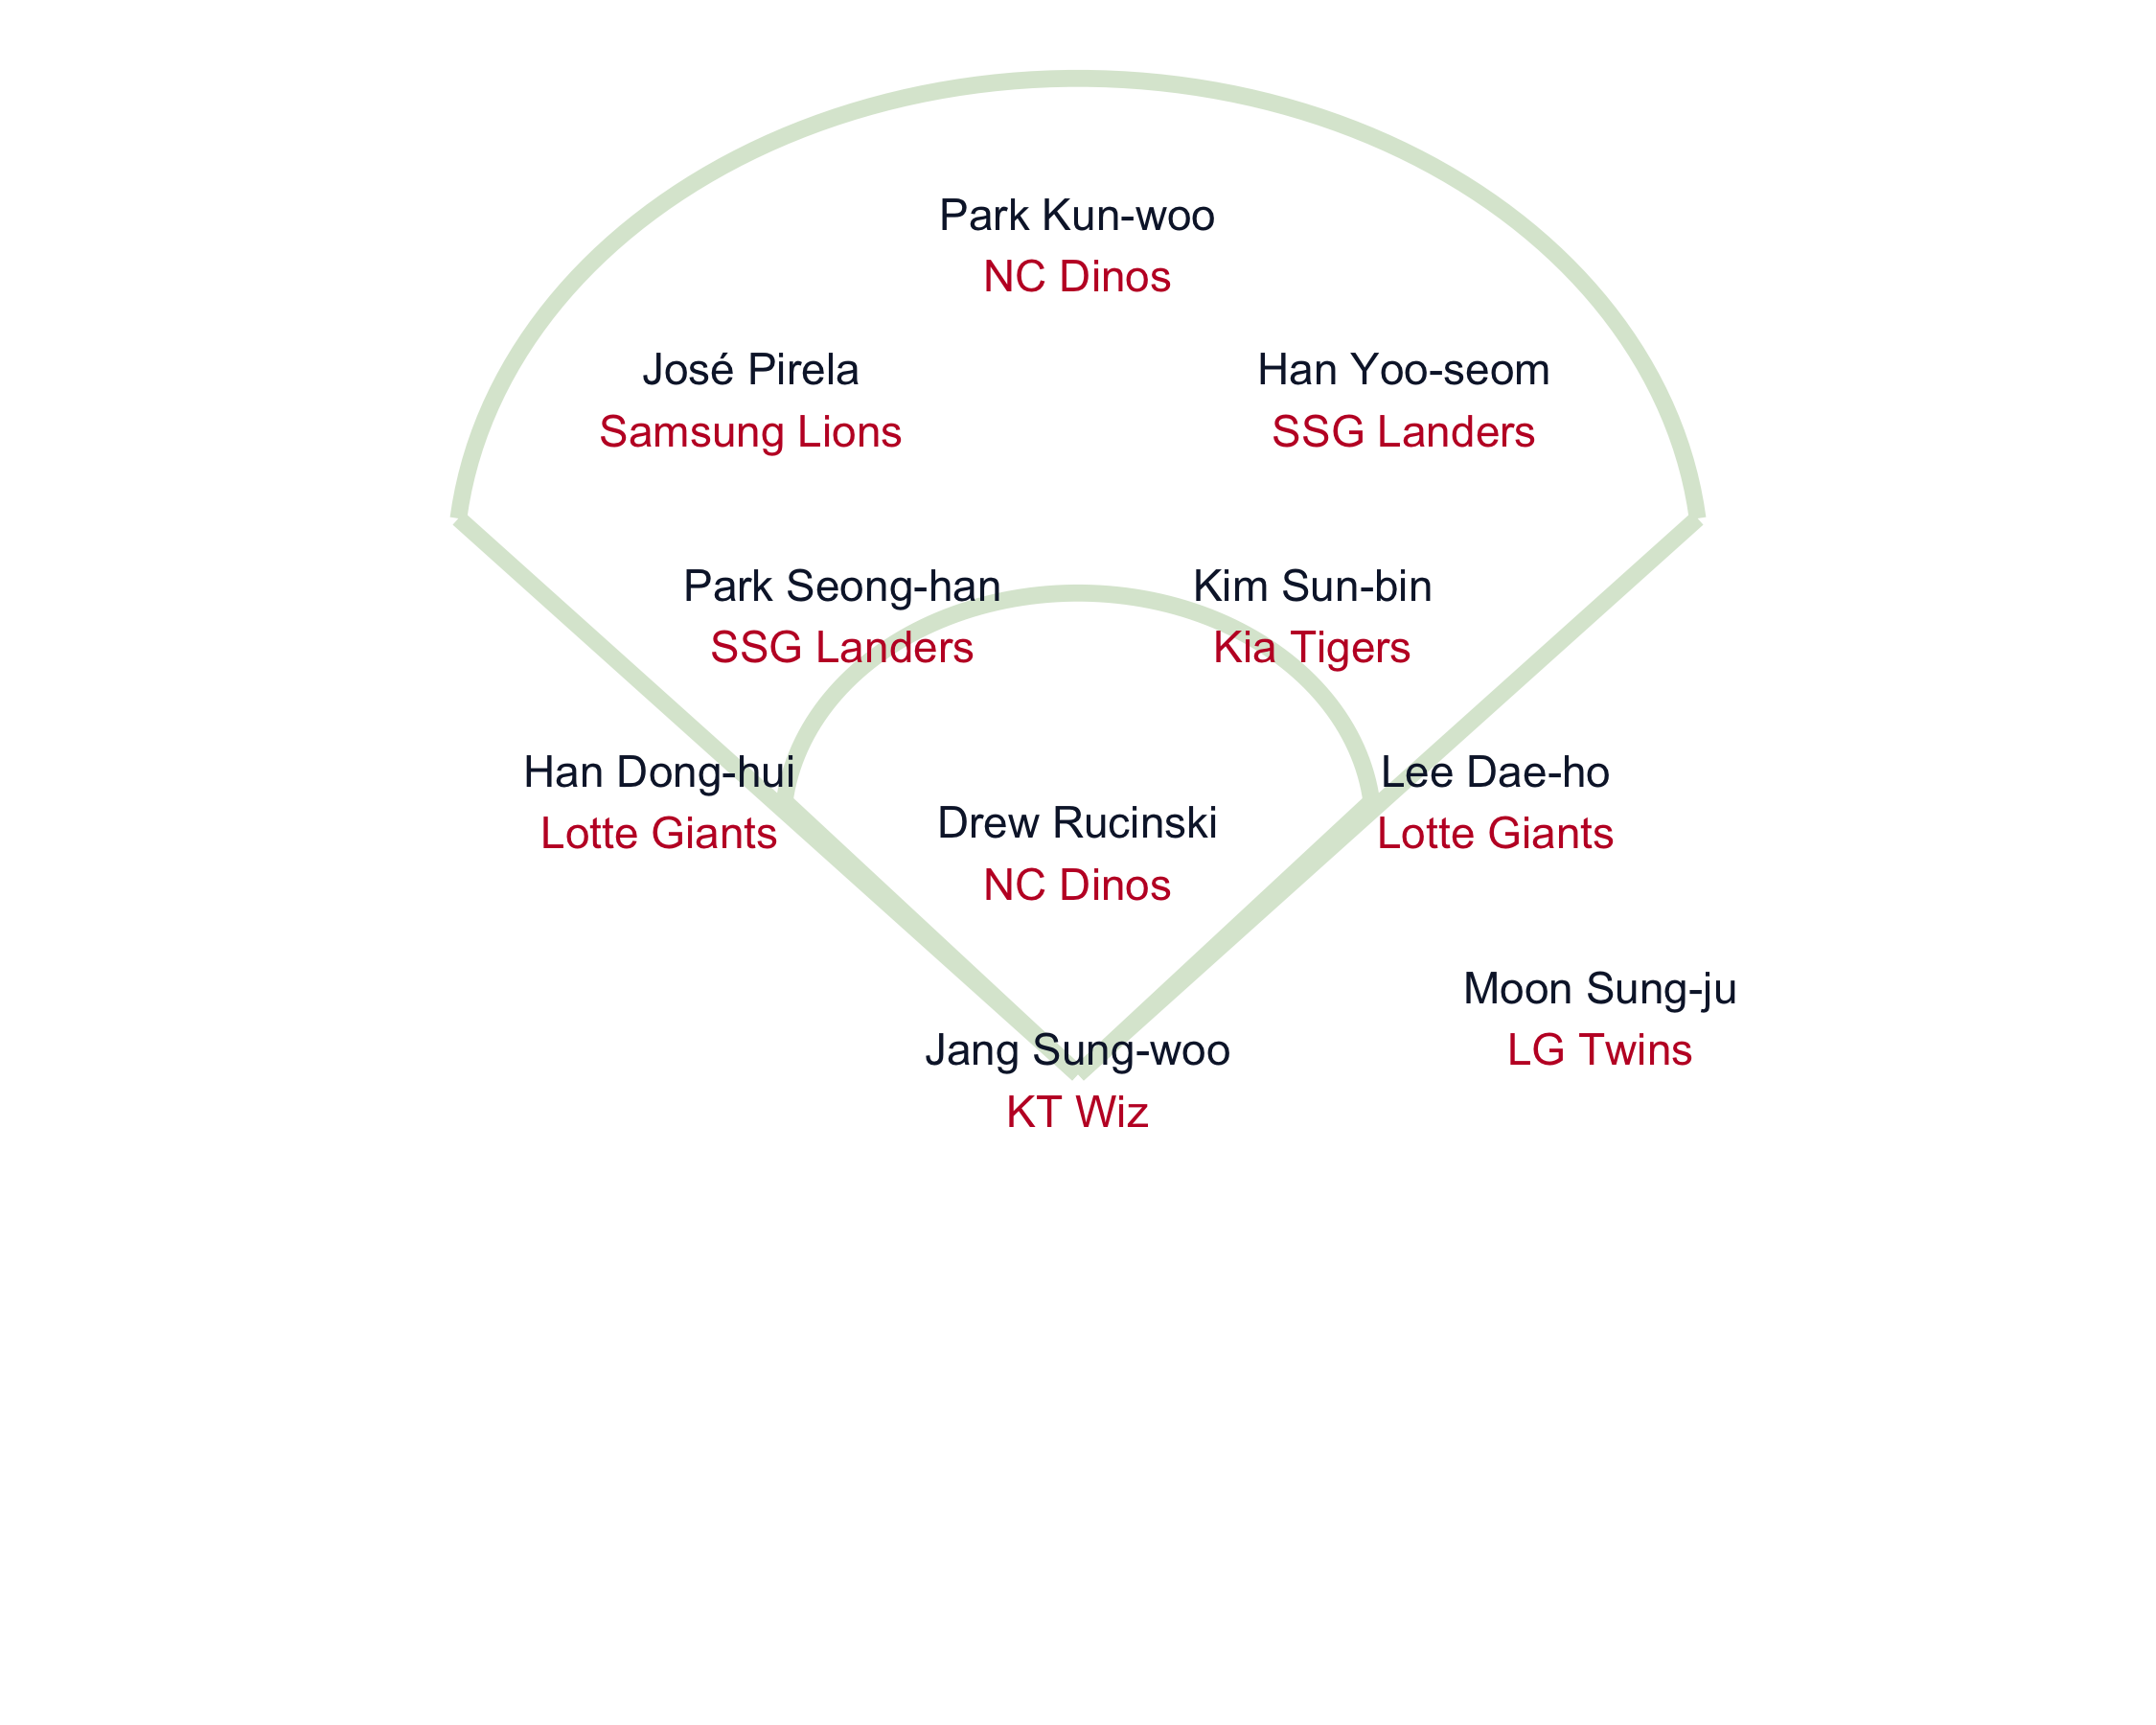 Park Kun-woo
NC Dinos
José Pirela
Samsung Lions
Han Yoo-seom
SSG Landers
Park Seong-han
SSG Landers
Kim Sun-bin
Kia Tigers
Han Dong-hui
Lotte Giants
Drew Rucinski
NC Dinos
Lee Dae-ho
Lotte Giants
Jang Sung-woo
KT Wiz
Moon Sung-ju
LG Twins